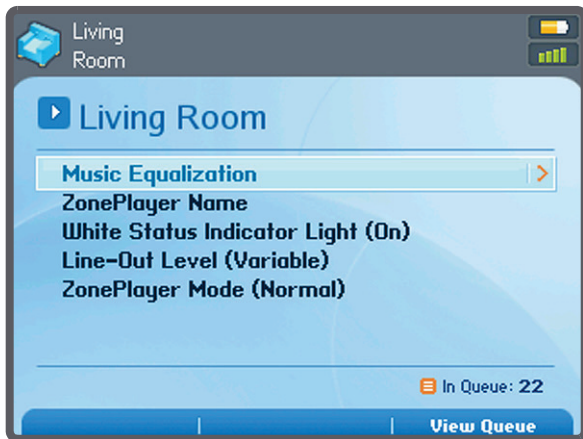 Living
Room
Living Room
Music Equalization
ZonePlayer Name
White Status Indicator Light (On)
Line-Out Level (Variable)
ZonePlayer Mode (Normal)
In Queue: 22
View Queue